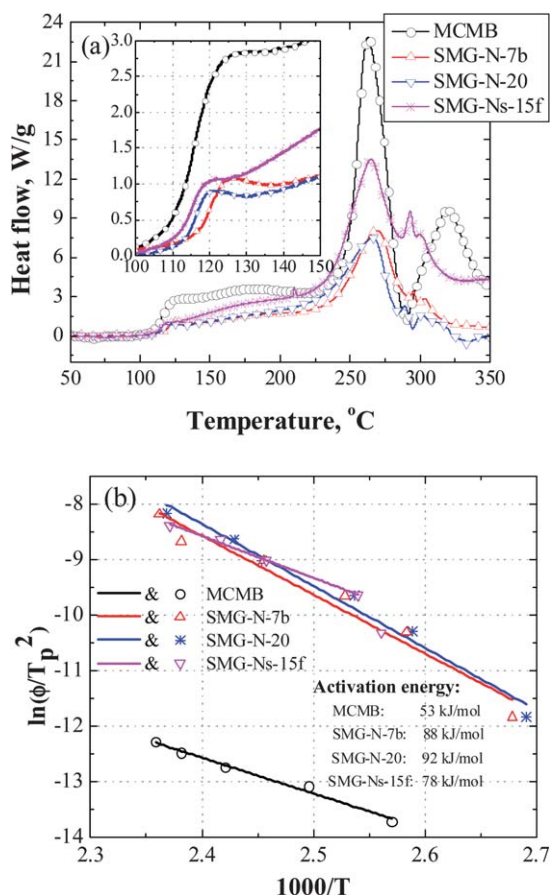 (a)
MCMB
SMG-N-7b
SMG-N-20
SMG-Ns-15f
Heat flow, W/g
24
21
18
15
12
9
6
3
0
3.0
2.5
2.0
1.5
1.0
0.5
0.0
100 110 120 130 140 150
50 100 150 200 250 300 350
Temperature, °C
(b)
ln(ϕ/Tp²)
-8
-9
-10
-11
-12
-13
-14
& MCMB
& SMG-N-7b
& SMG-N-20
& SMG-Ns-15f
Activation energy:
MCMB: 53 kJ/mol
SMG-N-7b: 88 kJ/mol
SMG-N-20: 92 kJ/mol
SMG-Ns-15f: 78 kJ/mol
2.3 2.4 2.5 2.6 2.7
1000/T